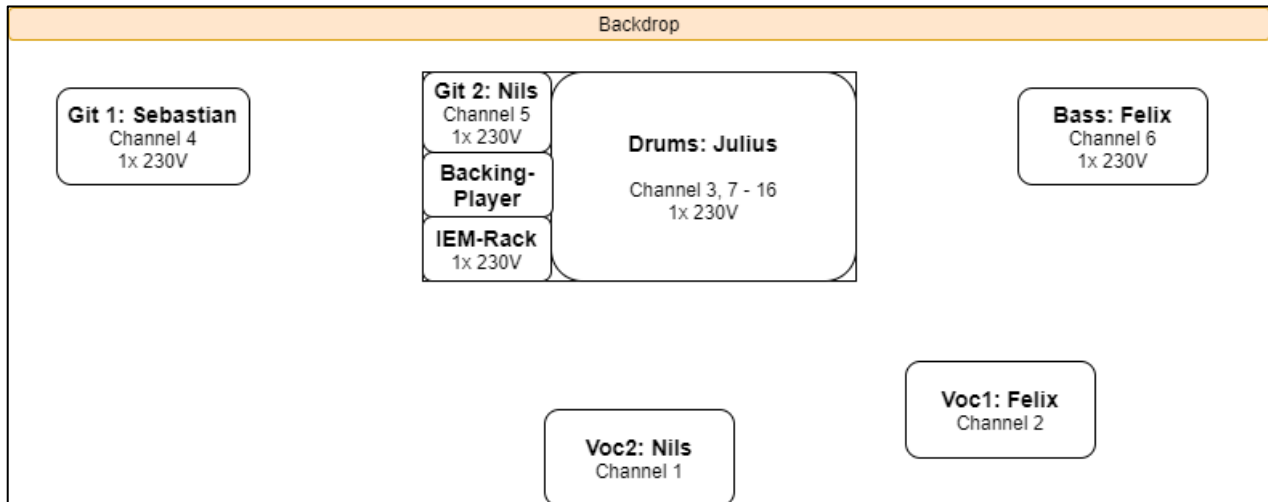 Backdrop
Git 1: Sebastian
Channel 4
1x 230V
Git 2: Nils
Channel 5
1x 230V
Backing-
Player
IEM-Rack
1x 230V
Drums: Julius
Channel 3, 7 - 16
1x 230V
Bass: Felix
Channel 6
1x 230V
Voc2: Nils
Channel 1
Voc1: Felix
Channel 2